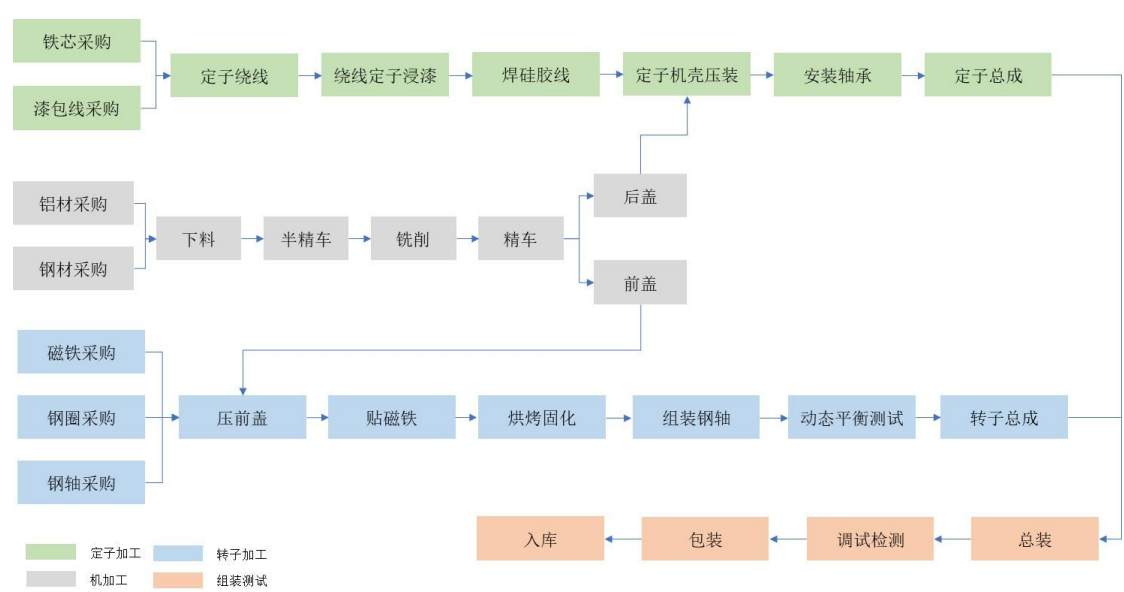 铁芯采购
漆包线采购
定子绕线
绕线定子浸漆
焊硅胶线
定子机壳压装
安装轴承
定子总成
铝材采购
钢材采购
下料
半精车
铣削
精车
后盖
前盖
磁铁采购
钢圈采购
钢轴采购
压前盖
贴磁铁
烘烤固化
组装钢轴
动态平衡测试
转子总成
入库
包装
调试检测
总装
定子加工
转子加工
机加工
组装测试